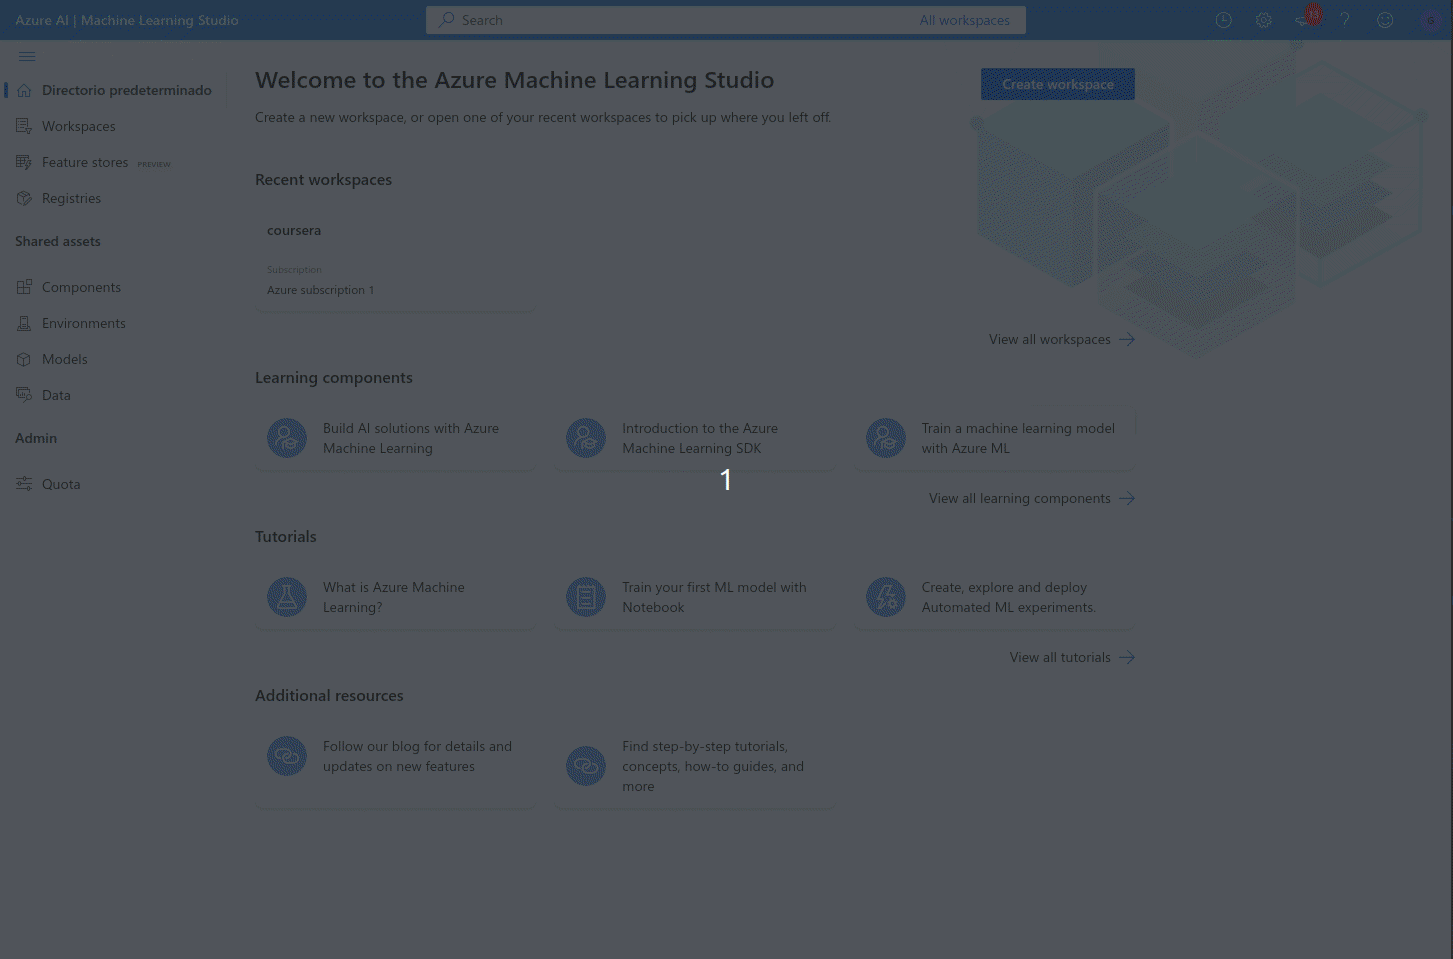 Azure AI | Machine Learning Studio
Search
All workspaces
Directorio predeterminado
Workspaces
Feature stores PREVIEW
Registries
Shared assets
Components
Environments
Models
Data
Admin
Quota
Welcome to the Azure Machine Learning Studio
Create workspace
Create a new workspace, or open one of your recent workspaces to pick up where you left off.
Recent workspaces
coursera
Subscription
Azure subscription 1
View all workspaces
Learning components
Build AI solutions with Azure
Machine Learning
Introduction to the Azure
Machine Learning SDK
Train a machine learning model
with Azure ML
1
View all learning components
Tutorials
What is Azure Machine
Learning?
Train your first ML model with
Notebook
Create, explore and deploy
Automated ML experiments.
View all tutorials
Additional resources
Follow our blog for details and
updates on new features
Find step-by-step tutorials,
concepts, how-to guides, and
more